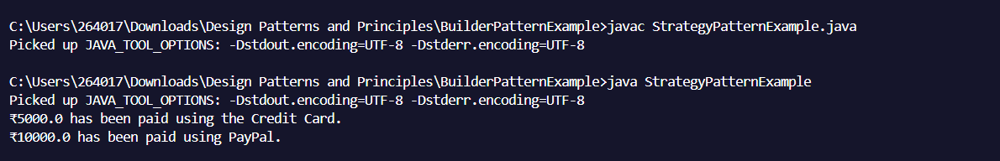 C:\Users\264017\Downloads\Design Patterns and Principles\BuilderPatternExample>javac StrategyPatternExample.java
Picked up JAVA_TOOL_OPTIONS: -Dstdout.encoding=UTF-8 -Dstderr.encoding=UTF-8
C:\Users\264017\Downloads\Design Patterns and Principles\BuilderPatternExample>java StrategyPatternExample
Picked up JAVA_TOOL_OPTIONS: -Dstdout.encoding=UTF-8 -Dstderr.encoding=UTF-8
₹5000.0 has been paid using the Credit Card.
₹10000.0 has been paid using PayPal.